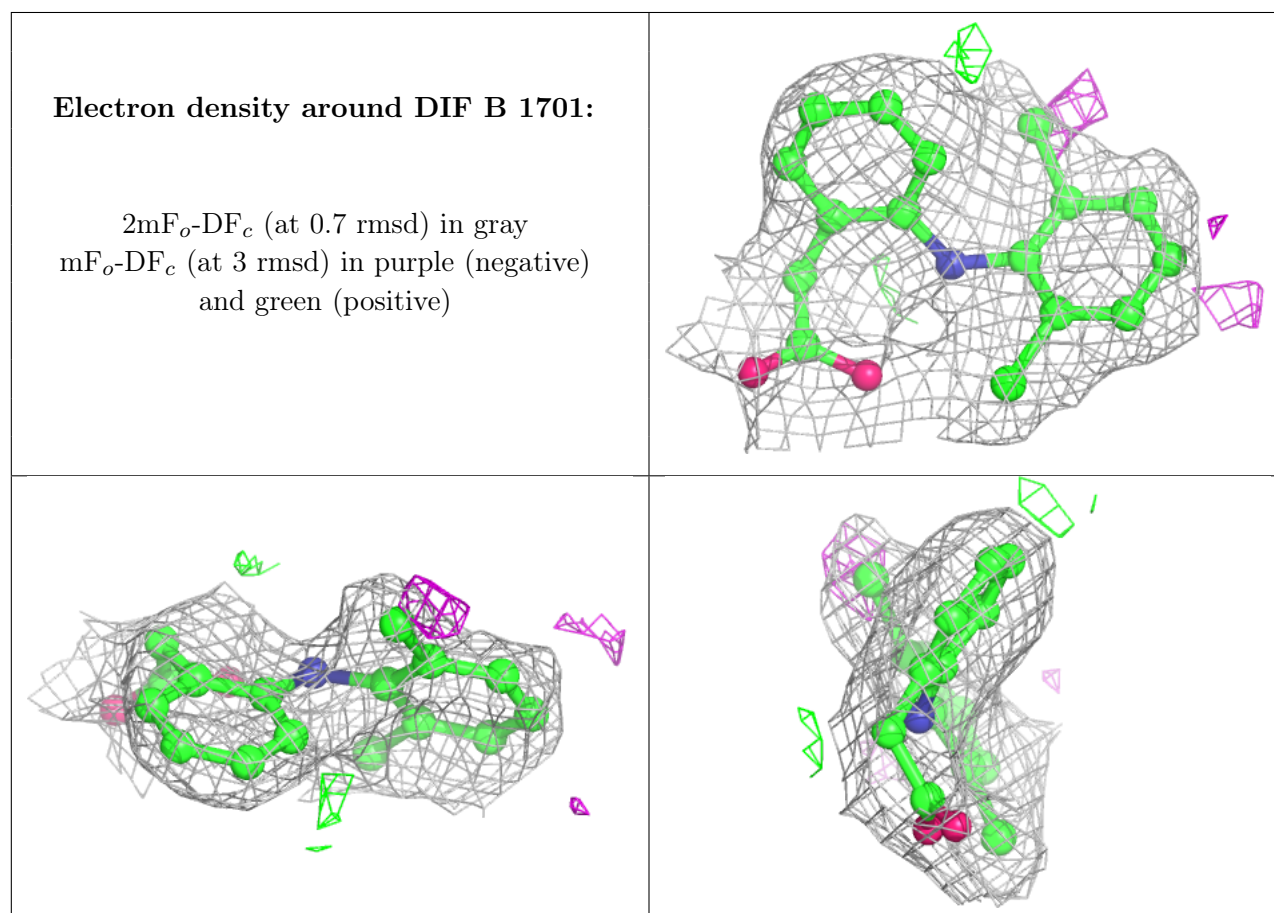 Electron density around DIF B 1701:
2mFo-DFc (at 0.7 rmsd) in gray
mFo-DFc (at 3 rmsd) in purple (negative)
and green (positive)